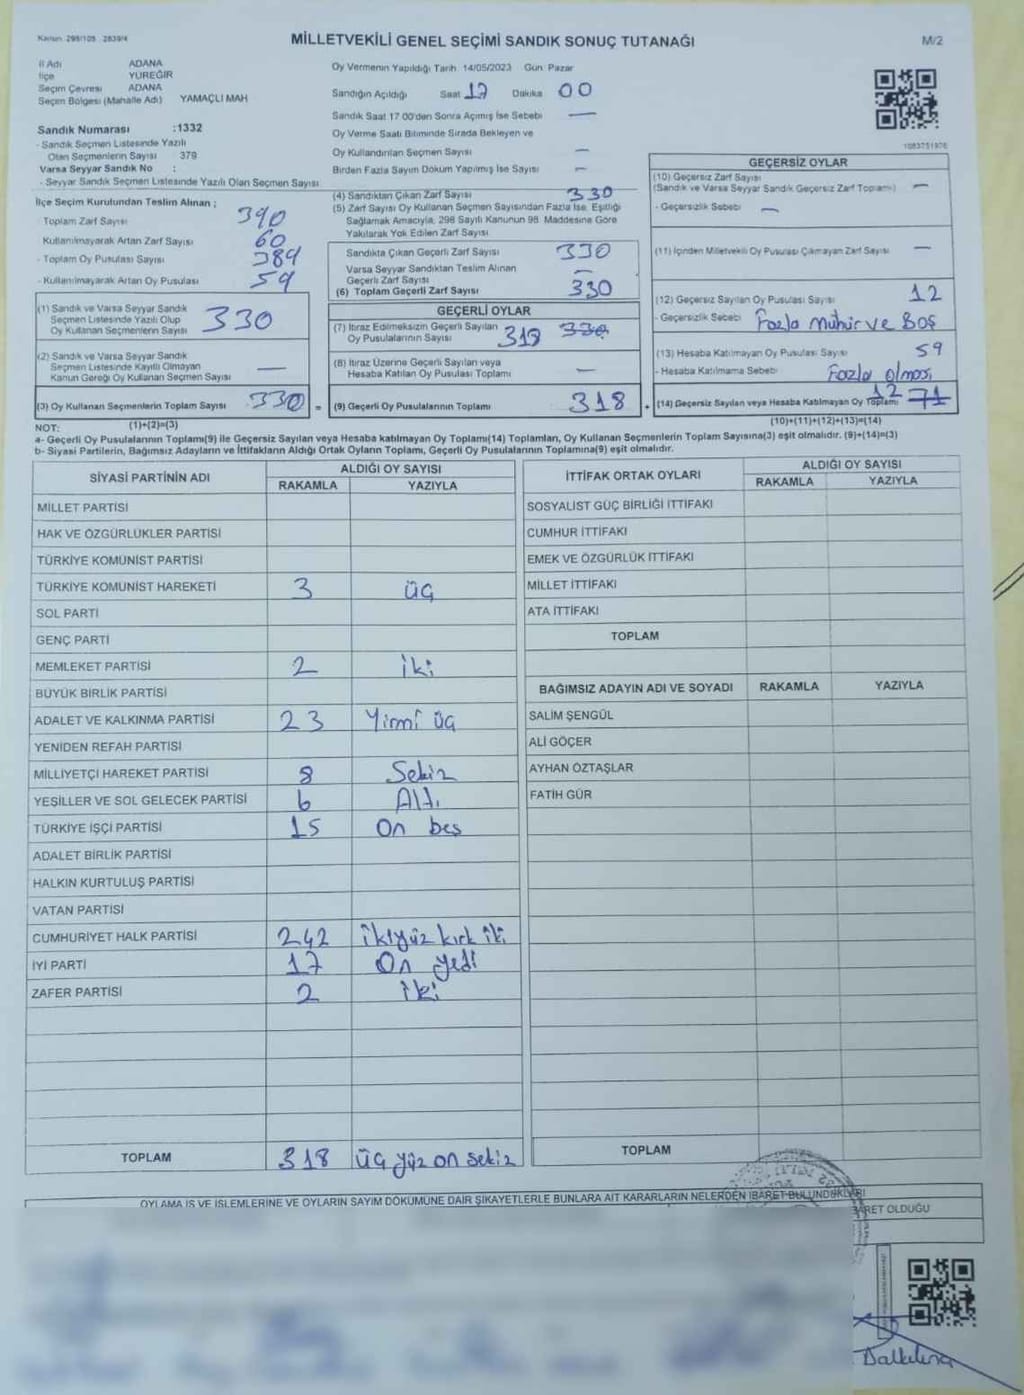 Kanun 298/105 2839/4
MİLLETVEKİLİ GENEL SEÇİMİ SANDIK SONUÇ TUTANAĞI
M/2
İl Adı ADANA
İlçe YÜREĞİR
Seçim Çevresi ADANA
Seçim Bölgesi (Mahalle Adı) YAMAÇLI MAH
Sandık Numarası :1332
- Sandık Seçmen Listesinde Yazılı
Olan Seçmenlerin Sayısı 379
Varsa Seyyar Sandık No :
- Seyyar Sandık Seçmen Listesinde Yazılı Olan Seçmen Sayısı
İlçe Seçim Kurulundan Teslim Alınan ;
- Toplam Zarf Sayısı 390
Kullanılmayarak Artan Zarf Sayısı 60
- Toplam Oy Pusulası Sayısı 389
- Kullanılmayarak Artan Oy Pusulası 59
(1) Sandık ve Varsa Seyyar Sandık
Seçmen Listesinde Yazılı Olup
Oy Kullanan Seçmenlerin Sayısı 330
(2) Sandık ve Varsa Seyyar Sandık
Seçmen Listesinde Kayıtlı Olmayan
Kanun Gereği Oy Kullanan Seçmen Sayısı —
(3) Oy Kullanan Seçmenlerin Toplam Sayısı 330 =
Oy Vermenin Yapıldığı Tarih 14/05/2023 Gün Pazar
Sandığın Açıldığı Saat 17 Dakika 00
Sandık Saat 17 00'den Sonra Açımış İse Sebebi —
Oy Verme Saati Bitiminde Sırada Bekleyen ve
Oy Kullandırılan Seçmen Sayısı —
Birden Fazla Sayım Döküm Yapılmış İse Sayısı —
(4) Sandıktan Çıkan Zarf Sayısı 330
(5) Zarf Sayısı Oy Kullanan Seçmen Sayısından Fazla İse, Eşitliği
Sağlamak Amacıyla, 298 Sayılı Kanunun 98. Maddesine Göre
Yakılarak Yok Edilen Zarf Sayısı
Sandıkta Çıkan Geçerli Zarf Sayısı 330
Varsa Seyyar Sandıktan Teslim Alınan
Geçerli Zarf Sayısı —
(6) Toplam Geçerli Zarf Sayısı 330
GEÇERLİ OYLAR
(7) İtiraz Edilmeksizin Geçerli Sayılan
Oy Pusulalarının Sayısı 318 330
(8) İtiraz Üzerine Geçerli Sayılan veya
Hesaba Katılan Oy Pusulası Toplamı —
(9) Geçerli Oy Pusulalarının Toplamı 318 +
1083751976
GEÇERSİZ OYLAR
(10) Geçersiz Zarf Sayısı
(Sandık ve Varsa Seyyar Sandık Geçersiz Zarf Toplamı) —
- Geçersizlik Sebebi —
(11) İçinden Milletvekili Oy Pusulası Çıkmayan Zarf Sayısı —
(12) Geçersiz Sayılan Oy Pusulası Sayısı 12
- Geçersizlik Sebebi Fazla Mühür ve Boş
(13) Hesaba Katılmayan Oy Pusulası Sayısı 59
- Hesaba Katılmama Sebebi Fazla olması
(14) Geçersiz Sayılan veya Hesaba Katılmayan Oy Toplamı 12 71
NOT: (1)+(2)=(3)
(10)+(11)+(12)+(13)=(14)
a- Geçerli Oy Pusulalarının Toplamı(9) ile Geçersiz Sayılan veya Hesaba katılmayan Oy Toplamı(14) Toplamları, Oy Kullanan Seçmenlerin Toplam Sayısına(3) eşit olmalıdır. (9)+(14)=(3)
b- Siyasi Partilerin, Bağımsız Adayların ve İttifakların Aldığı Ortak Oyların Toplamı, Geçerli Oy Pusulalarının Toplamına(9) eşit olmalıdır.
SİYASİ PARTİNİN ADI ALDIĞI OY SAYISI
RAKAMLA YAZIYLA
MİLLET PARTİSİ
HAK VE ÖZGÜRLÜKLER PARTİSİ
TÜRKİYE KOMÜNİST PARTİSİ
TÜRKİYE KOMÜNİST HAREKETİ 3 üç
SOL PARTİ
GENÇ PARTİ
MEMLEKET PARTİSİ 2 iki
BÜYÜK BİRLİK PARTİSİ
ADALET VE KALKINMA PARTİSİ 23 Yirmi üç
YENİDEN REFAH PARTİSİ
MİLLİYETÇİ HAREKET PARTİSİ 8 Sekiz
YEŞİLLER VE SOL GELECEK PARTİSİ 6 Altı
TÜRKİYE İŞÇİ PARTİSİ 15 On beş
ADALET BİRLİK PARTİSİ
HALKIN KURTULUŞ PARTİSİ
VATAN PARTİSİ
CUMHURİYET HALK PARTİSİ 242 ikiyüz kırk iki
İYİ PARTİ 17 On yedi
ZAFER PARTİSİ 2 iki
TOPLAM 318 üç yüz on sekiz
İTTİFAK ORTAK OYLARI ALDIĞI OY SAYISI
RAKAMLA YAZIYLA
SOSYALİST GÜÇ BİRLİĞİ İTTİFAKI
CUMHUR İTTİFAKI
EMEK VE ÖZGÜRLÜK İTTİFAKI
MİLLET İTTİFAKI
ATA İTTİFAKI
TOPLAM
BAĞIMSIZ ADAYIN ADI VE SOYADI RAKAMLA YAZIYLA
SALİM ŞENGÜL
ALİ GÖÇER
AYHAN ÖZTAŞLAR
FATİH GÜR
TOPLAM
OYLAMA İŞ VE İŞLEMLERİNE VE OYLARIN SAYIM DÖKÜMÜNE DAİR ŞİKAYETLERLE BUNLARA AİT KARARLARIN NELERDEN İBARET BULUNDUKLARI
ARET OLDUĞU